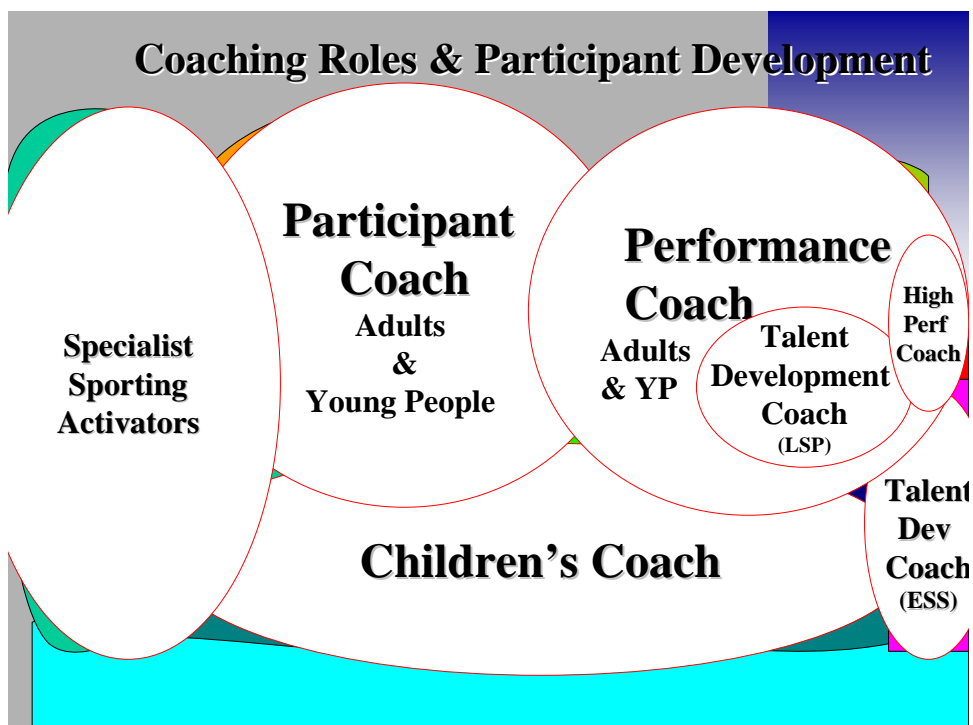 Coaching Roles & Participant Development
Specialist
Sporting
Activators
Participant
Coach
Adults
&
Young People
Performance
Coach
Adults
& YP
Talent
Development
Coach
(LSP)
High
Perf
Coach
Children’s Coach
Talent
Dev
Coach
(ESS)